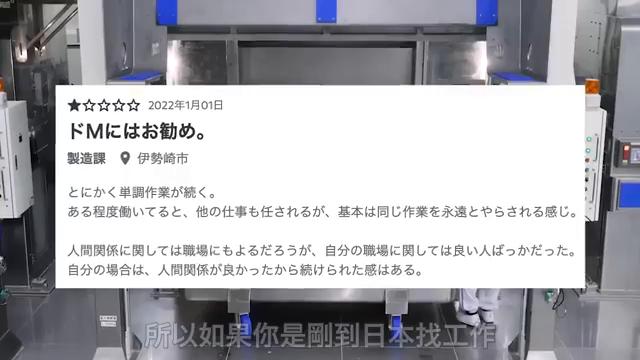 ★☆☆☆☆ 2022年1月01日
ドMにはお勧め。
製造課 伊勢崎市
とにかく単調作業が続く。
ある程度働いてると、他の仕事も任されるが、基本は同じ作業を永遠とやらされる感じ。
人間関係に関しては職場にもよるだろうが、自分の職場に関しては良い人ばっかだった。
自分の場合は、人間関係が良かったから続けられた感はある。
所以如果你是剛到日本找工作